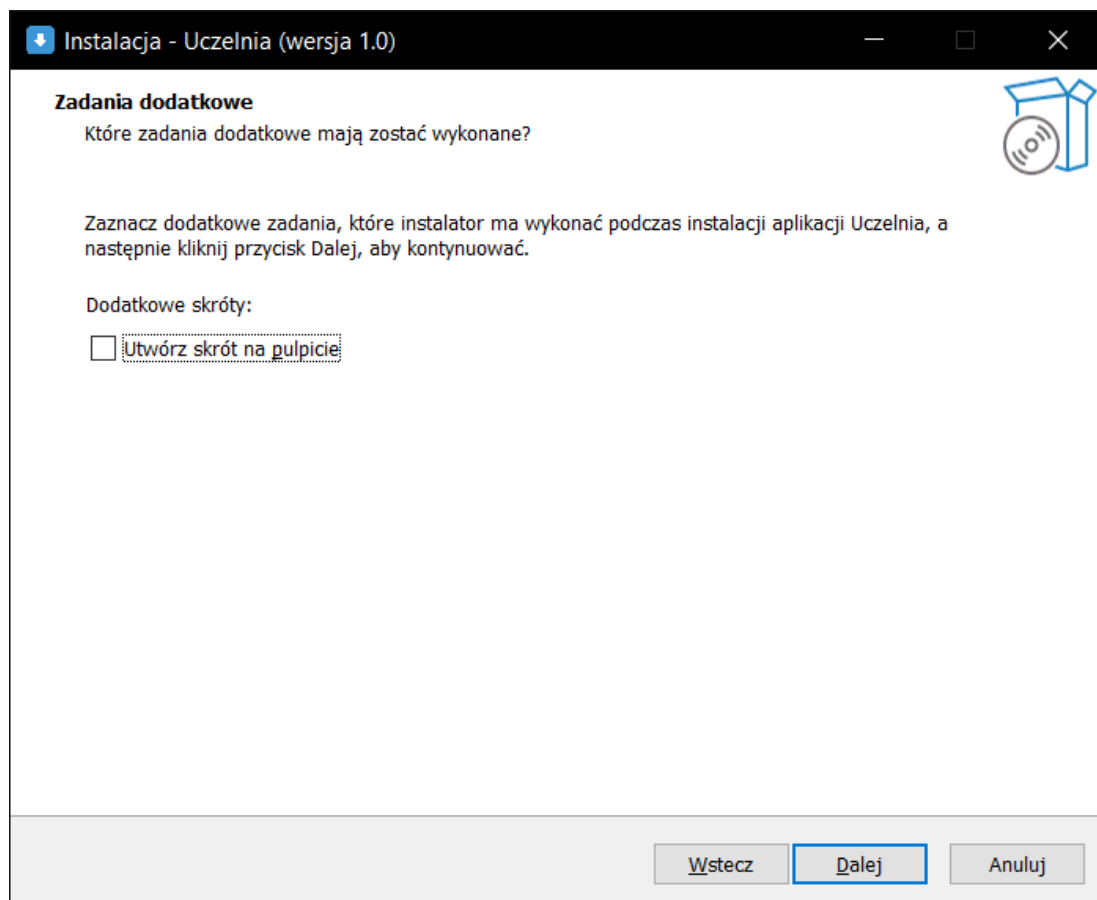 Instalacja - Uczelnia (wersja 1.0)
Zadania dodatkowe
Które zadania dodatkowe mają zostać wykonane?
Zaznacz dodatkowe zadania, które instalator ma wykonać podczas instalacji aplikacji Uczelnia, a
następnie kliknij przycisk Dalej, aby kontynuować.
Dodatkowe skróty:
Utwórz skrót na pulpicie
Wstecz Dalej Anuluj